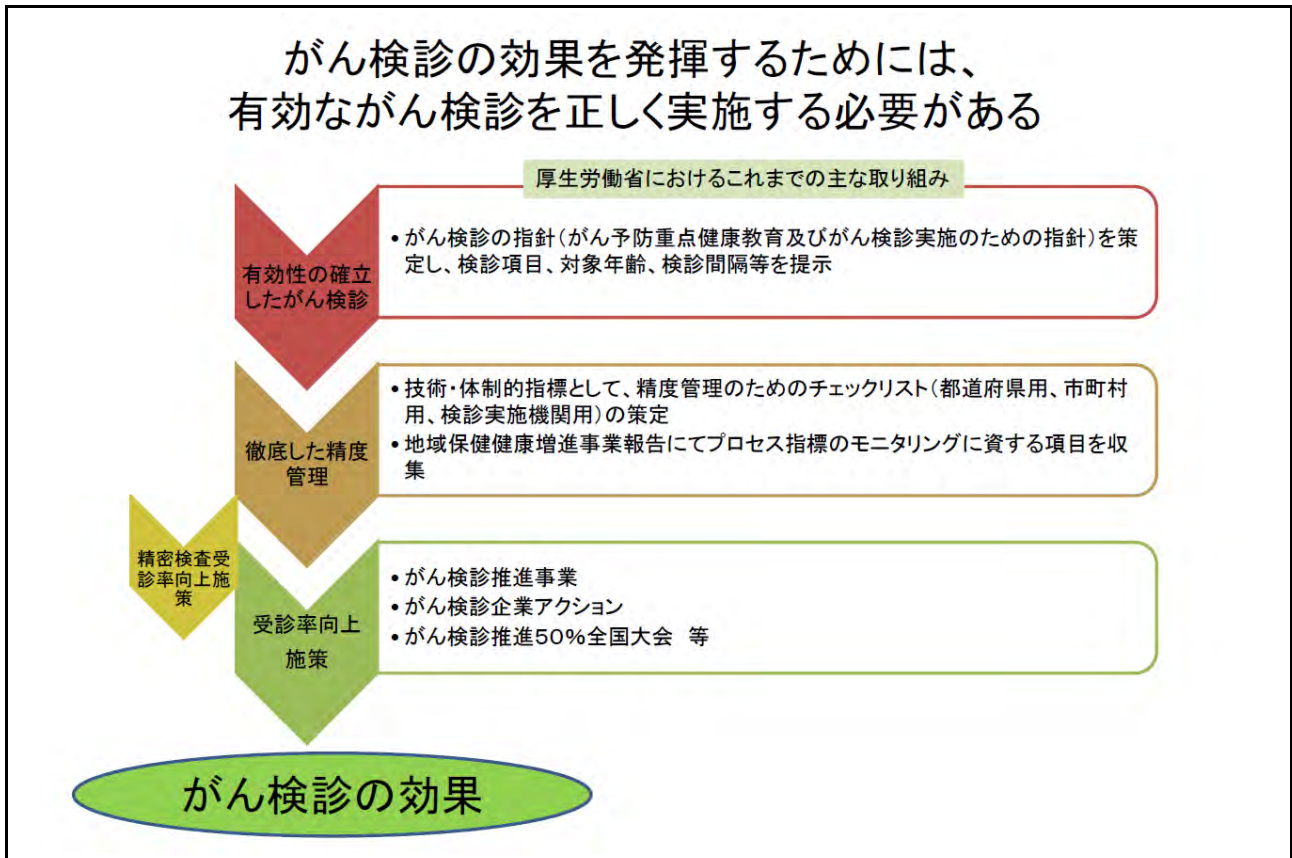 がん検診の効果を発揮するためには、
有効ながん検診を正しく実施する必要がある
厚生労働省におけるこれまでの主な取り組み
有効性の確立
したがん検診
•がん検診の指針(がん予防重点健康教育及びがん検診実施のための指針)を策
定し、検診項目、対象年齢、検診間隔等を提示
徹底した精度
管理
•技術・体制的指標として、精度管理のためのチェックリスト(都道府県用、市町村
用、検診実施機関用)の策定
•地域保健健康増進事業報告にてプロセス指標のモニタリングに資する項目を収
集
精密検査受
診率向上施
策
受診率向上
施策
•がん検診推進事業
•がん検診企業アクション
•がん検診推進50%全国大会 等
がん検診の効果